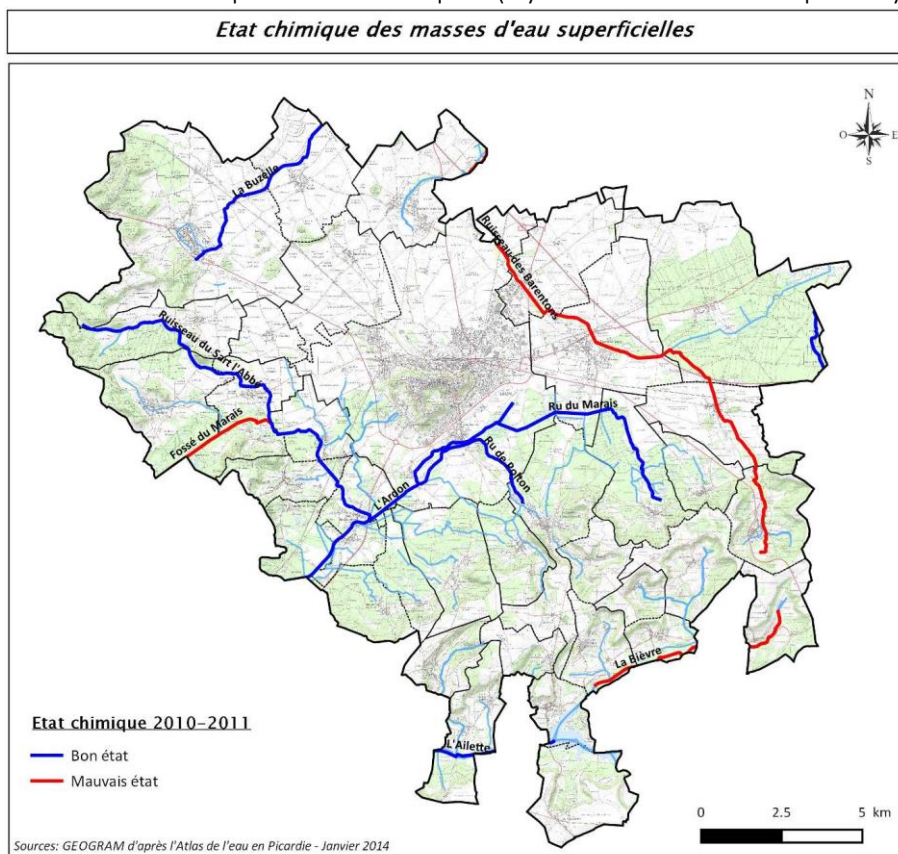 Etat chimique des masses d'eau superficielles
N
O
E
S
La Buzelle
Ruisseau des Barentons
Ruisseau du Sart l'Abbé
Fossé du Marais
Ru du Marais
Ru de Polton
L'Ardon
La Bièvre
L'Ailette
Etat chimique 2010-2011
Bon état
Mauvais état
0 2.5 5 km
Sources: GEOGRAM d'après l'Atlas de l'eau en Picardie - Janvier 2014